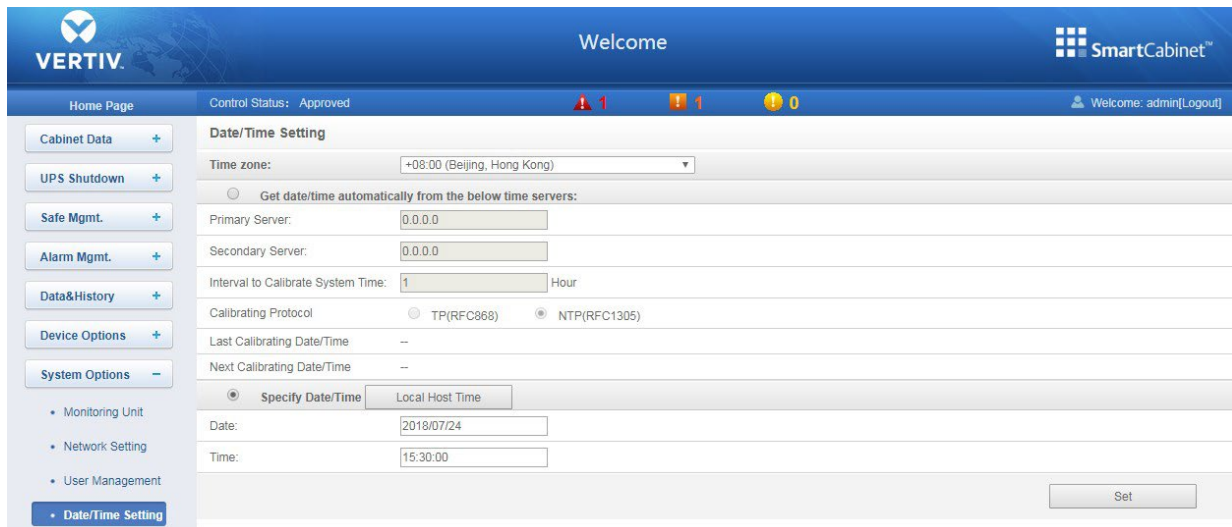 VERTIV.
Welcome
SmartCabinet™
Home Page
Control Status: Approved
1
1
0
Welcome: admin[Logout]
Cabinet Data +
UPS Shutdown +
Safe Mgmt. +
Alarm Mgmt. +
Data&History +
Device Options +
System Options −
• Monitoring Unit
• Network Setting
• User Management
• Date/Time Setting
Date/Time Setting
Time zone: +08:00 (Beijing, Hong Kong)
Get date/time automatically from the below time servers:
Primary Server: 0.0.0.0
Secondary Server: 0.0.0.0
Interval to Calibrate System Time: 1 Hour
Calibrating Protocol TP(RFC868) NTP(RFC1305)
Last Calibrating Date/Time --
Next Calibrating Date/Time --
Specify Date/Time Local Host Time
Date: 2018/07/24
Time: 15:30:00
Set